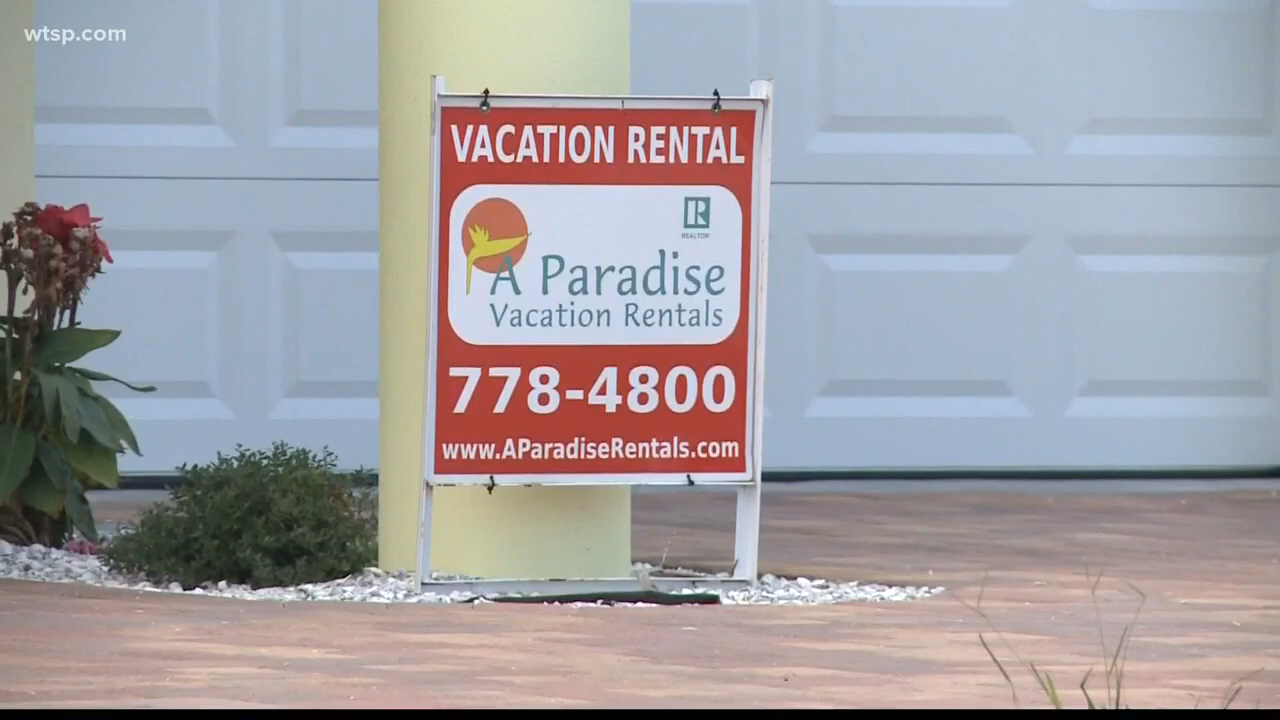 wtsp.com
VACATION RENTAL
R
REALTOR
A Paradise
Vacation Rentals
778-4800
www.AParadiseRentals.com